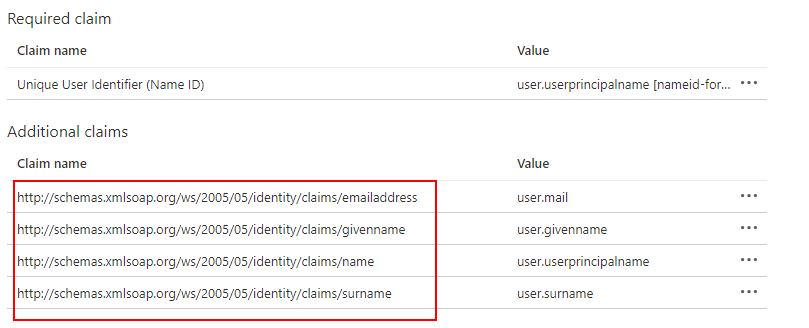 Required claim
Claim name Value
Unique User Identifier (Name ID) user.userprincipalname [nameid-for... •••
Additional claims
Claim name Value
http://schemas.xmlsoap.org/ws/2005/05/identity/claims/emailaddress user.mail •••
http://schemas.xmlsoap.org/ws/2005/05/identity/claims/givenname user.givenname •••
http://schemas.xmlsoap.org/ws/2005/05/identity/claims/name user.userprincipalname •••
http://schemas.xmlsoap.org/ws/2005/05/identity/claims/surname user.surname •••